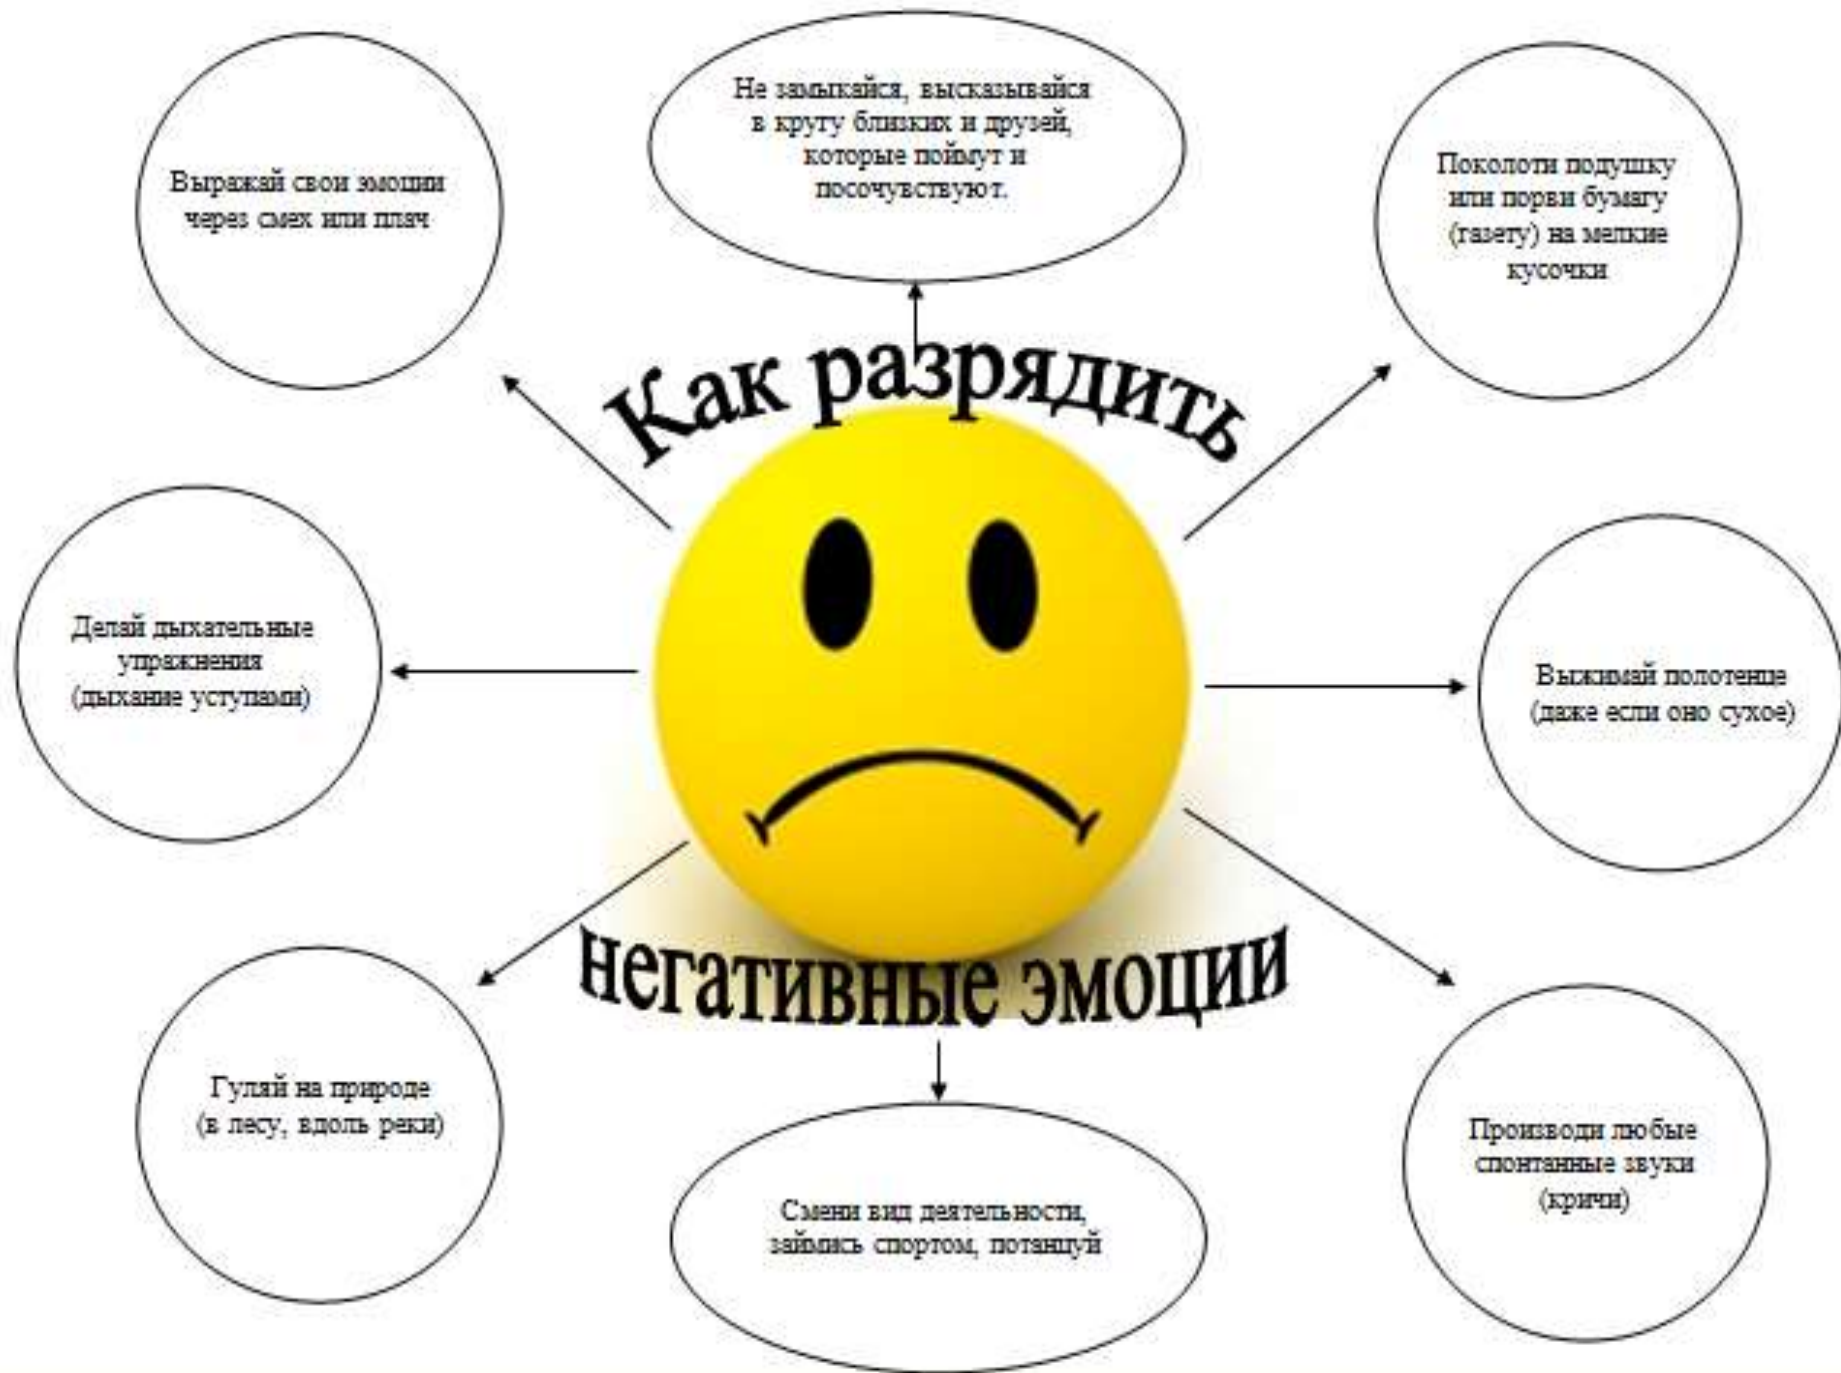 Не замыкайся, высказывайся
в кругу близких и друзей,
которые поймут и
посочувствуют.
Выражай свои эмоции
через смех или плач
Поколоти подушку
или порви бумагу
(газету) на мелкие
кусочки
Как разрядить
Делай дыхательные
упражнения
(дыхание уступами)
Выжимай полотенце
(даже если оно сухое)
негативные эмоции
Гуляй на природе
(в лесу, вдоль реки)
Производи любые
спонтанные звуки
(кричи)
Смени вид деятельности,
займись спортом, потанцуй